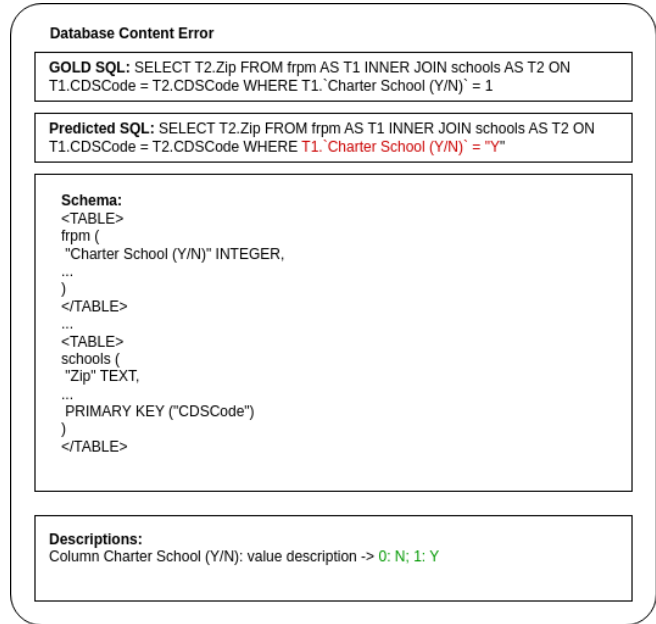 Database Content Error
GOLD SQL: SELECT T2.Zip FROM frpm AS T1 INNER JOIN schools AS T2 ON
T1.CDSCode = T2.CDSCode WHERE T1.`Charter School (Y/N)` = 1
Predicted SQL: SELECT T2.Zip FROM frpm AS T1 INNER JOIN schools AS T2 ON
T1.CDSCode = T2.CDSCode WHERE T1.`Charter School (Y/N)` = "Y"
Schema:
<TABLE>
frpm (
"Charter School (Y/N)" INTEGER,
...
)
</TABLE>
...
<TABLE>
schools (
"Zip" TEXT,
...
PRIMARY KEY ("CDSCode")
)
</TABLE>
Descriptions:
Column Charter School (Y/N): value description -> 0: N; 1: Y